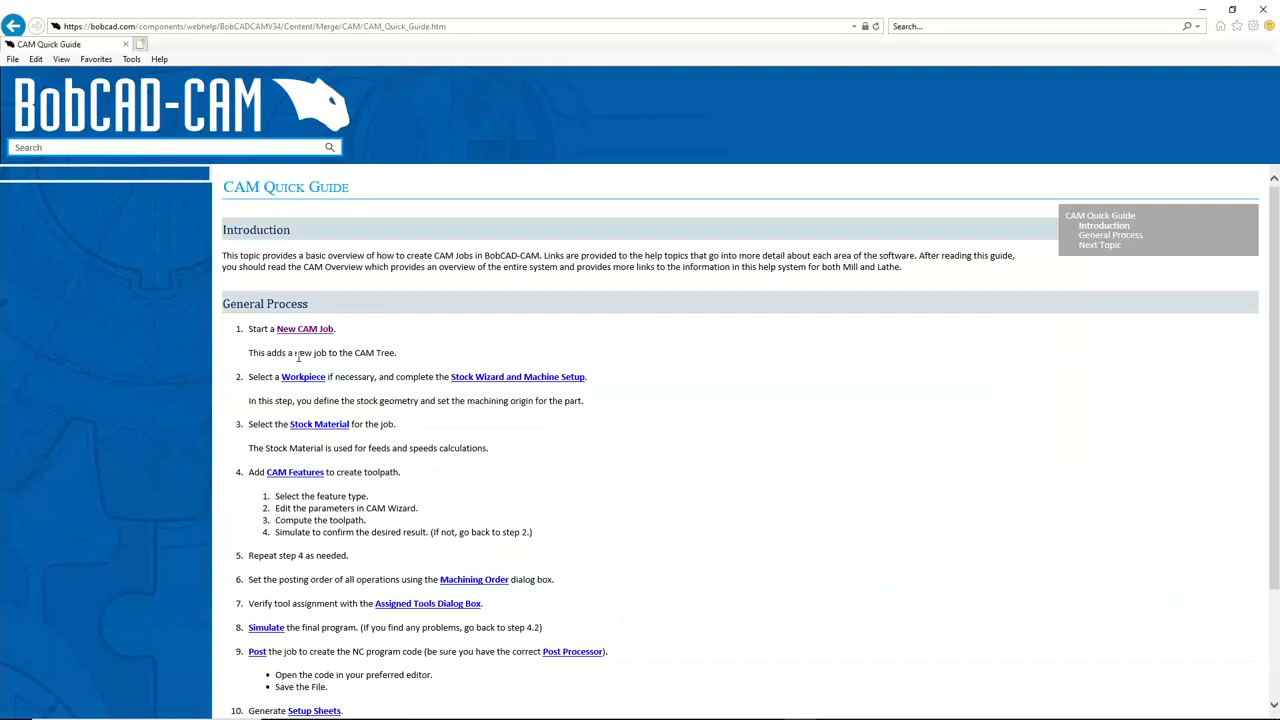 https://bobcad.com/components/webhelp/BobCADCAMV34/Content/Merge/CAM/CAM_Quick_Guide.htm
Search...
CAM Quick Guide
File Edit View Favorites Tools Help
BobCAD-CAM
Search
CAM Quick Guide
CAM Quick Guide
Introduction
General Process
Next Topic
Introduction
This topic provides a basic overview of how to create CAM Jobs in BobCAD-CAM. Links are provided to the help topics that go into more detail about each area of the software. After reading this guide,
you should read the CAM Overview which provides an overview of the entire system and provides more links to the information in this help system for both Mill and Lathe.
General Process
1. Start a New CAM Job.
This adds a new job to the CAM Tree.
2. Select a Workpiece if necessary, and complete the Stock Wizard and Machine Setup.
In this step, you define the stock geometry and set the machining origin for the part.
3. Select the Stock Material for the job.
The Stock Material is used for feeds and speeds calculations.
4. Add CAM Features to create toolpath.
1. Select the feature type.
2. Edit the parameters in CAM Wizard.
3. Compute the toolpath.
4. Simulate to confirm the desired result. (If not, go back to step 2.)
5. Repeat step 4 as needed.
6. Set the posting order of all operations using the Machining Order dialog box.
7. Verify tool assignment with the Assigned Tools Dialog Box.
8. Simulate the final program. (If you find any problems, go back to step 4.2)
9. Post the job to create the NC program code (be sure you have the correct Post Processor).
• Open the code in your preferred editor.
• Save the File.
10. Generate Setup Sheets.